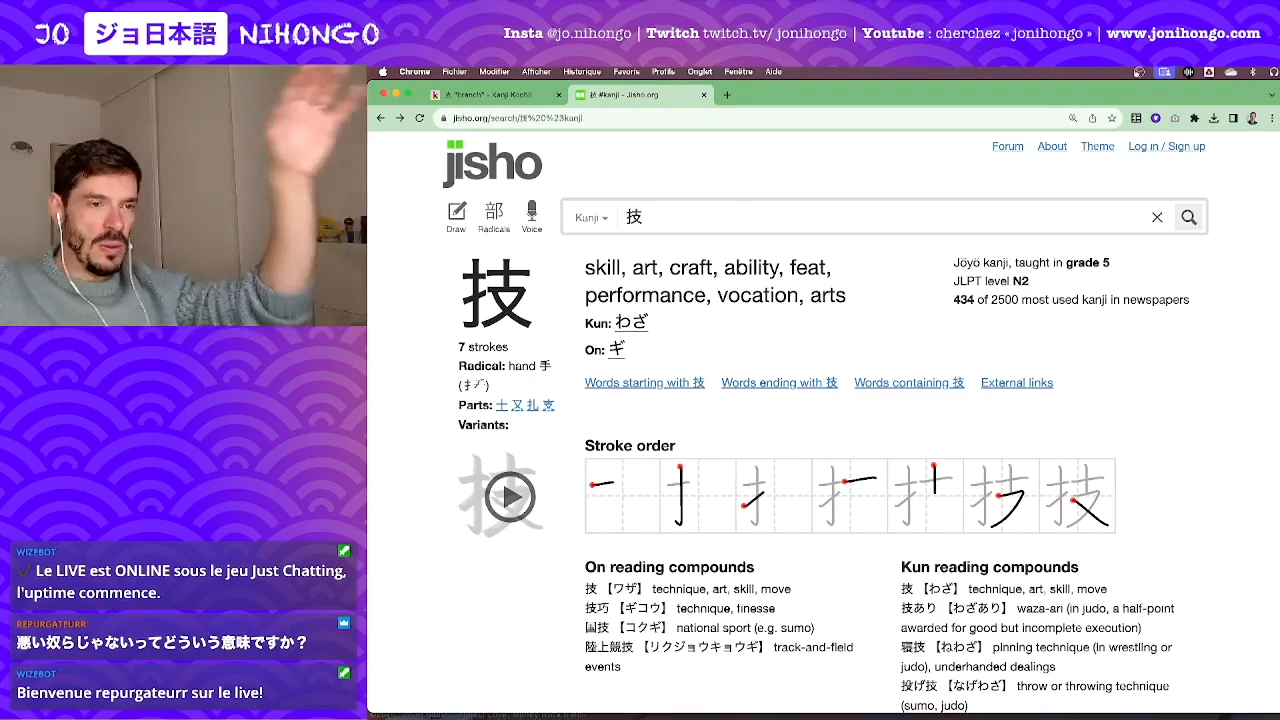 JO ジョ日本語 NIHONGO
Insta @jo.nihongo | Twitch twitch.tv/ jonihongo | Youtube : cherchez «jonihongo » | www.jonihongo.com
Chrome Fichier Modifier Afficher Historique Favoris Profils Onglet Fenêtre Aide
支 "branch" - Kanji Koohii
技 #kanji - Jisho.org
jisho.org/search/技%20%23kanji
jisho
Forum About Theme Log in / Sign up
Draw
部 Radicals
Voice
Kanji 技
技
skill, art, craft, ability, feat,
performance, vocation, arts
Kun: わざ
On: ギ
Jōyō kanji, taught in grade 5
JLPT level N2
434 of 2500 most used kanji in newspapers
7 strokes
Radical: hand 手
(扌龵)
Parts: 十 又 扎 支
Variants:
Words starting with 技 Words ending with 技 Words containing 技 External links
Stroke order
技
On reading compounds
技 【ワザ】 technique, art, skill, move
技巧 【ギコウ】 technique, finesse
国技 【コクギ】 national sport (e.g. sumo)
陸上競技 【リクジョウキョウギ】 track-and-field
events
Kun reading compounds
技 【わざ】 technique, art, skill, move
技あり 【わざあり】 waza-ari (in judo, a half-point
awarded for good but incomplete execution)
寝技 【ねわざ】 pinning technique (in wrestling or
judo), underhanded dealings
投げ技 【なげわざ】 throw or throwing technique
(sumo, judo)
WIZEBOT
✓ Le LIVE est ONLINE sous le jeu Just Chatting,
l'uptime commence.
REPURGATEURR
悪い奴らじゃないってどういう意味ですか？
WIZEBOT
Bienvenue repurgateurr sur le live!